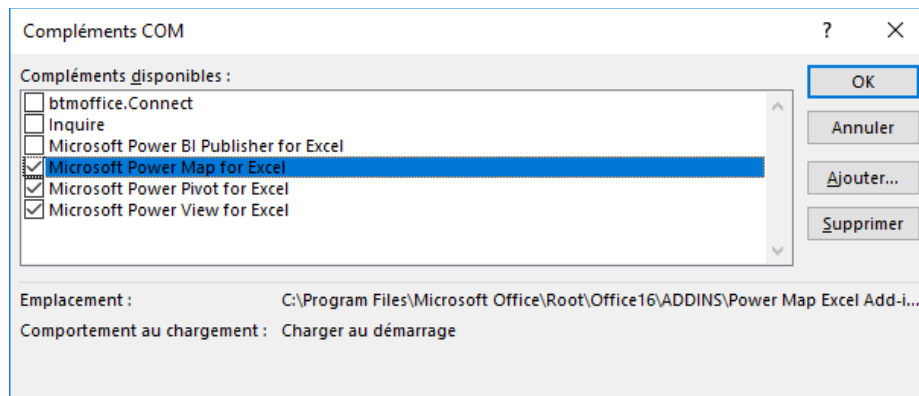 Compléments COM
?
Compléments disponibles :
btmoffice.Connect
Inquire
Microsoft Power BI Publisher for Excel
Microsoft Power Map for Excel
Microsoft Power Pivot for Excel
Microsoft Power View for Excel
OK
Annuler
Ajouter...
Supprimer
Emplacement : C:\Program Files\Microsoft Office\Root\Office16\ADDINS\Power Map Excel Add-i...
Comportement au chargement : Charger au démarrage